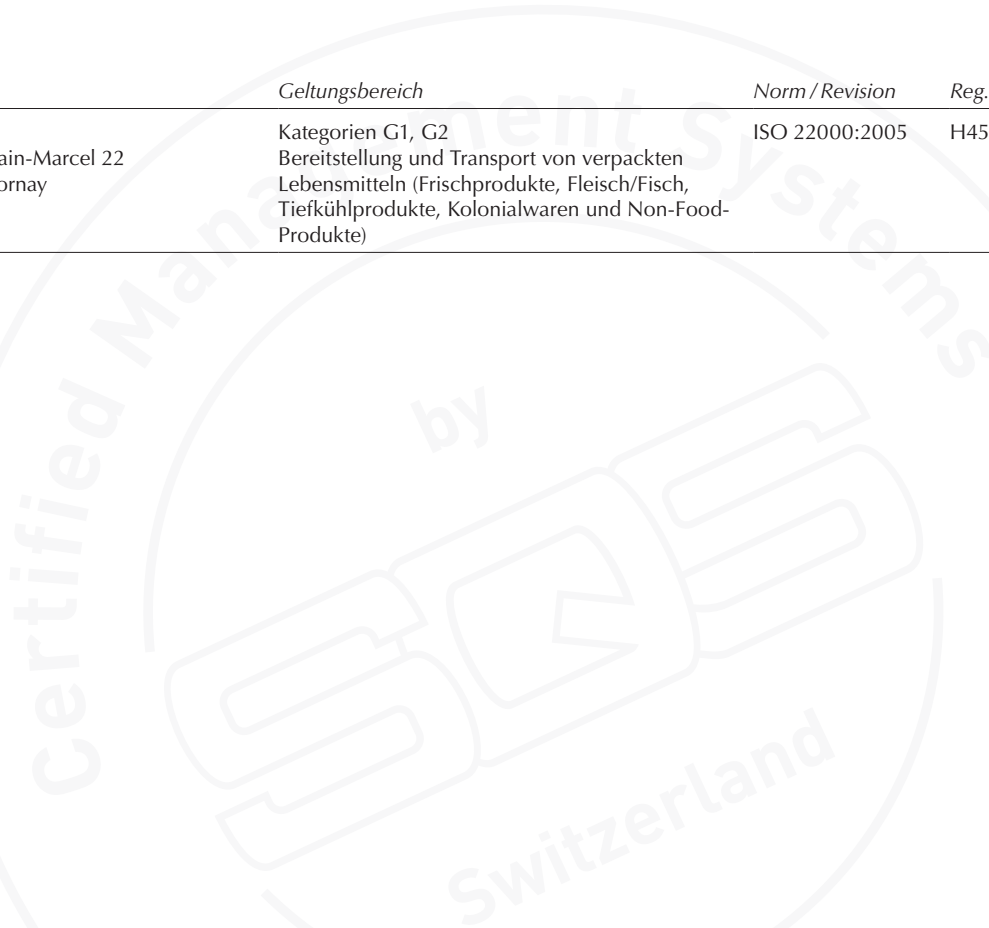 Geltungsbereich Norm / Revision Reg.
Kategorien G1, G2 ISO 22000:2005 H45
ain-Marcel 22 Bereitstellung und Transport von verpackten
ornay Lebensmitteln (Frischprodukte, Fleisch/Fisch,
Tiefkühlprodukte, Kolonialwaren und Non-Food-
Produkte)
Certified Management Systems
by
SQS
Switzerland